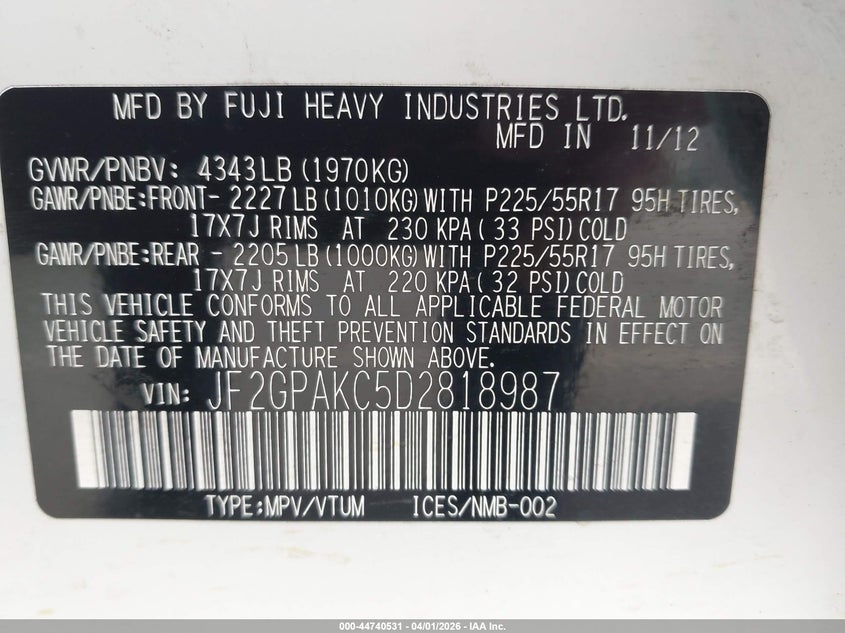 MFD BY FUJI HEAVY INDUSTRIES LTD.
MFD IN 11/12
GVWR/PNBV: 4343LB (1970KG)
GAWR/PNBE:FRONT- 2227LB (1010KG) WITH P225/55R17 95H TIRES,
17X7J RIMS AT 230 KPA (33 PSI) COLD
GAWR/PNBE:REAR - 2205LB (1000KG) WITH P225/55R17 95H TIRES,
17X7J RIMS AT 220 KPA (32 PSI) COLD
THIS VEHICLE CONFORMS TO ALL APPLICABLE FEDERAL MOTOR
VEHICLE SAFETY AND THEFT PREVENTION STANDARDS IN EFFECT ON
THE DATE OF MANUFACTURE SHOWN ABOVE.
VIN: JF2GPAKC5D2818987
TYPE:MPV/VTUM ICES/NMB-002
000-44740531 - 04/01/2026 - IAA Inc.